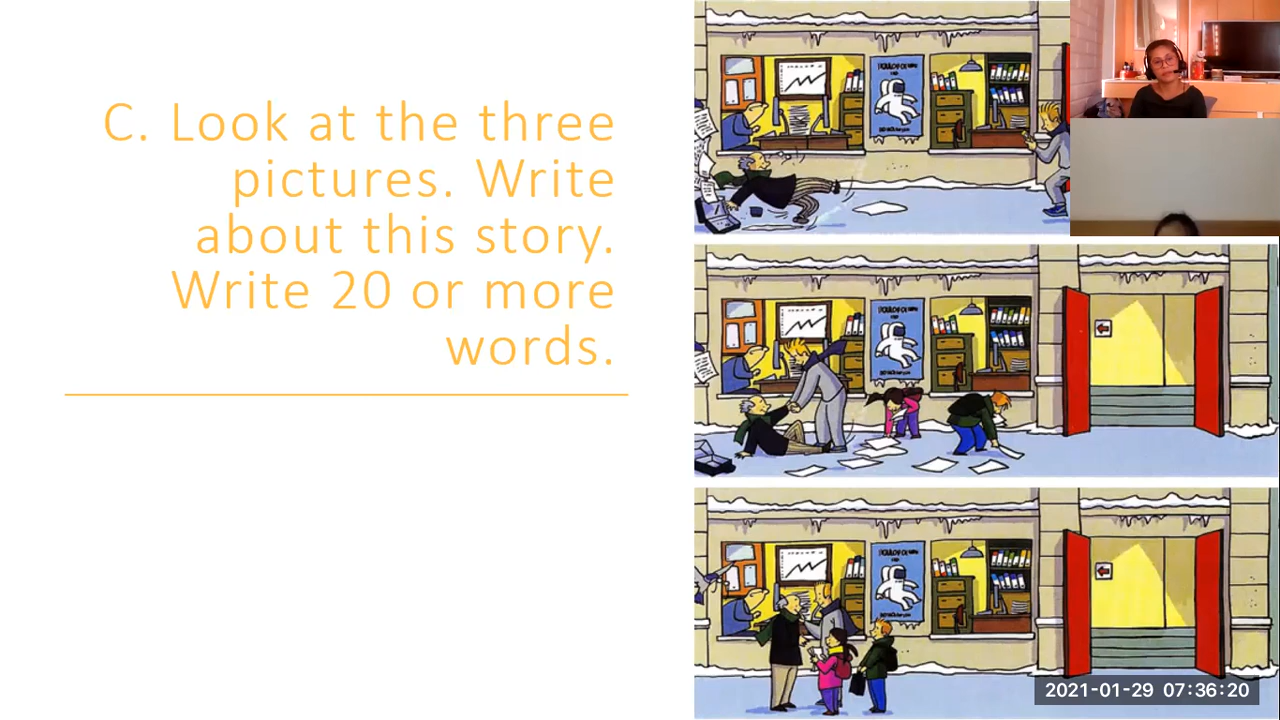 C. Look at the three
pictures. Write
about this story.
Write 20 or more
words.
2021-01-29 07:36:20